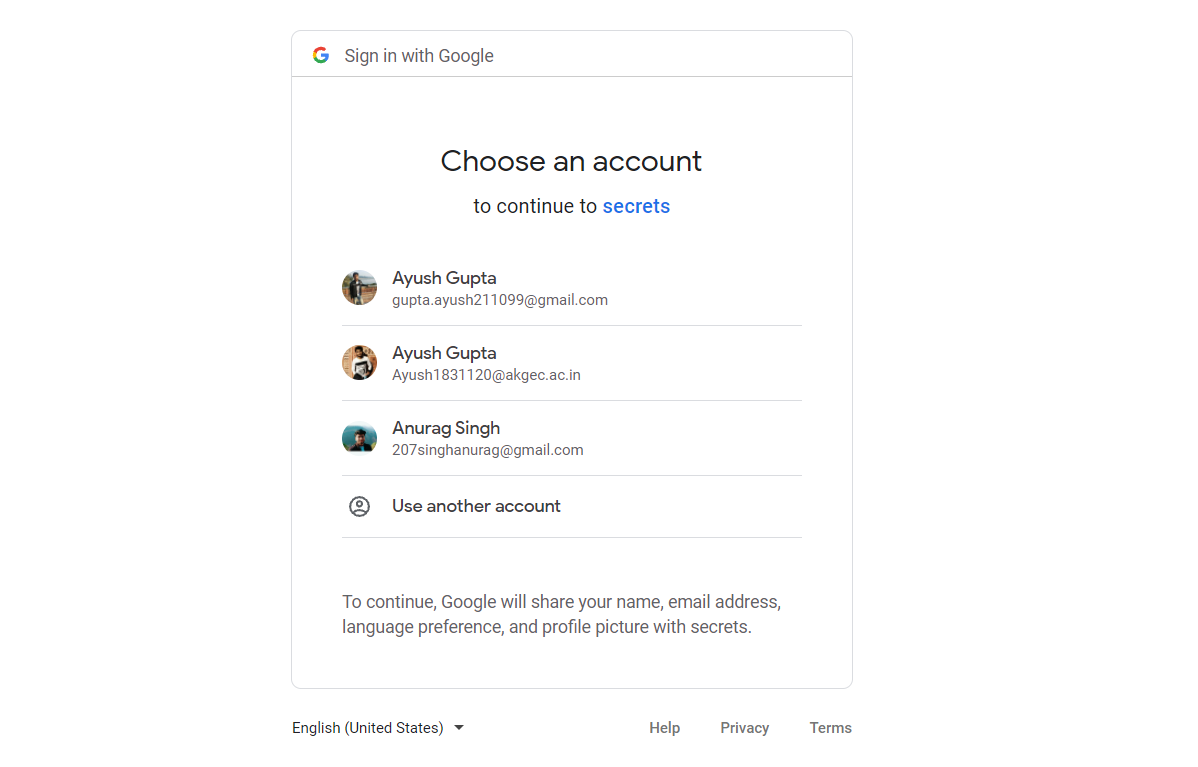 Sign in with Google
Choose an account
to continue to secrets
Ayush Gupta
gupta.ayush211099@gmail.com
Ayush Gupta
Ayush1831120@akgec.ac.in
Anurag Singh
207singhanurag@gmail.com
Use another account
To continue, Google will share your name, email address,
language preference, and profile picture with secrets.
English (United States)
Help Privacy Terms